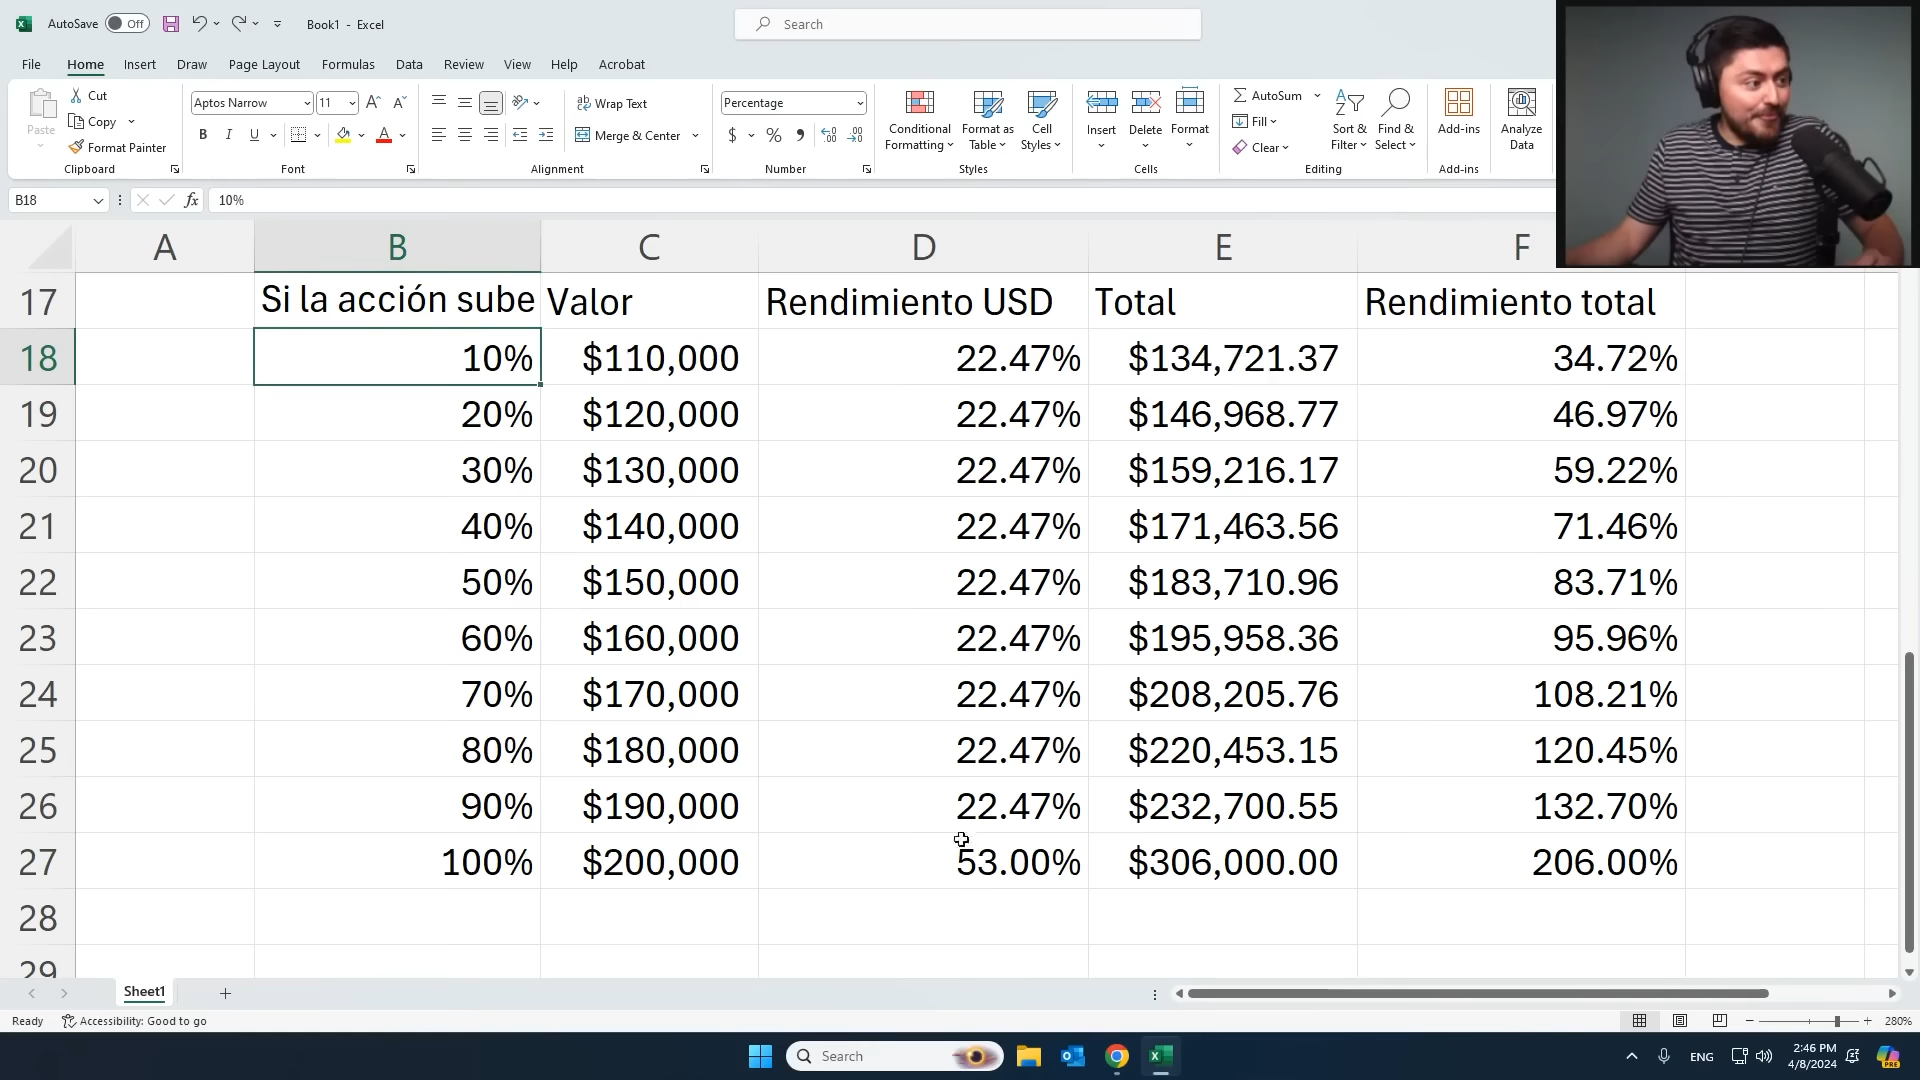 AutoSave Off Book1 - Excel Search
File Home Insert Draw Page Layout Formulas Data Review View Help Acrobat
Paste Cut Copy Format Painter Clipboard
Aptos Narrow 11 B I U Font
Wrap Text Merge & Center Alignment
Percentage $ % Number
Conditional Formatting Format as Table Cell Styles Styles
Insert Delete Format Cells
AutoSum Fill Clear Sort & Filter Find & Select Editing
Add-ins Add-ins
Analyze Data
B18 fx 10%
A B C D E F
17 Si la acción sube Valor Rendimiento USD Total Rendimiento total
18 10% $110,000 22.47% $134,721.37 34.72%
19 20% $120,000 22.47% $146,968.77 46.97%
20 30% $130,000 22.47% $159,216.17 59.22%
21 40% $140,000 22.47% $171,463.56 71.46%
22 50% $150,000 22.47% $183,710.96 83.71%
23 60% $160,000 22.47% $195,958.36 95.96%
24 70% $170,000 22.47% $208,205.76 108.21%
25 80% $180,000 22.47% $220,453.15 120.45%
26 90% $190,000 22.47% $232,700.55 132.70%
27 100% $200,000 53.00% $306,000.00 206.00%
28
29
Sheet1
Ready Accessibility: Good to go 280%
Search ENG 2:46 PM
4/8/2024